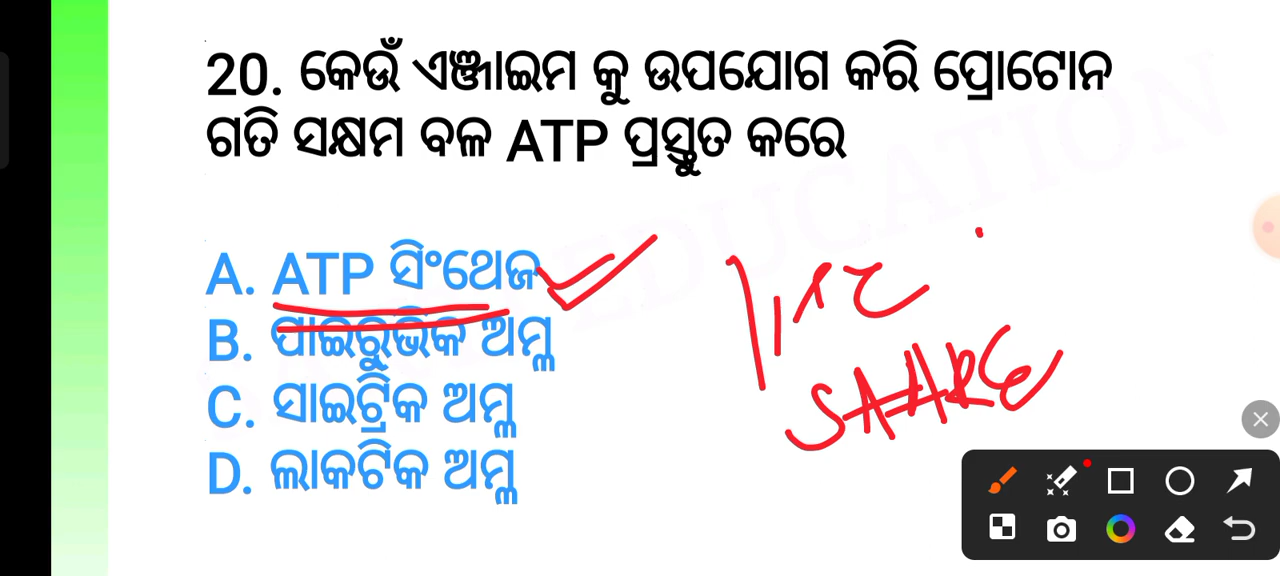 20. କେଉଁ ଏଞ୍ଜାଇମ କୁ ଉପଯୋଗ କରି ପ୍ରୋଟୋନ
ଗତି ସକ୍ଷମ ବଳ ATP ପ୍ରସ୍ତୁତ କରେ
EDUCATION
A. ATP ସିଂଥେଜ
B. ପାଇରୁଭିକ ଅମ୍ଳ
C. ସାଇଟ୍ରିକ ଅମ୍ଳ
D. ଲାକଟିକ ଅମ୍ଳ